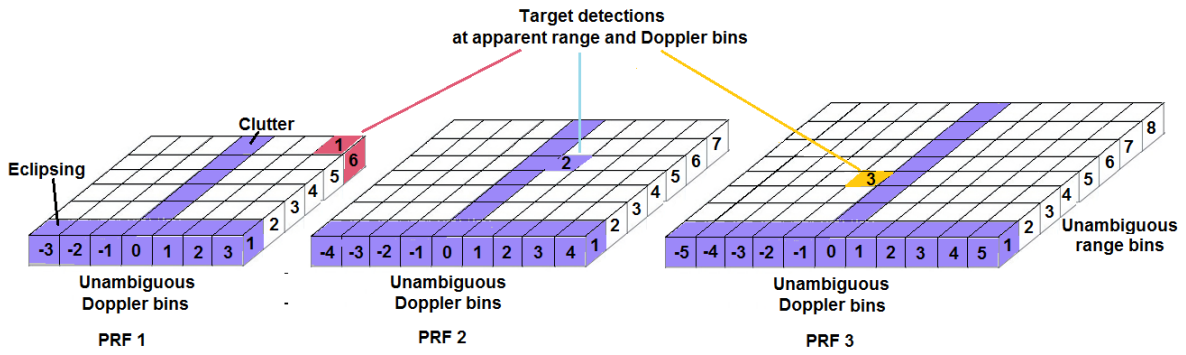 Target detections
at apparent range and Doppler bins
Clutter
Eclipsing
1
6
5
4
3
2
1
-3 -2 -1 0 1 2 3
Unambiguous
Doppler bins
PRF 1
2
7
6
5
4
3
2
1
-4 -3 -2 -1 0 1 2 3 4
Unambiguous
Doppler bins
PRF 2
3
8
7
6
5
4
3
2
1
-5 -4 -3 -2 -1 0 1 2 3 4 5
Unambiguous
range bins
Unambiguous
Doppler bins
PRF 3